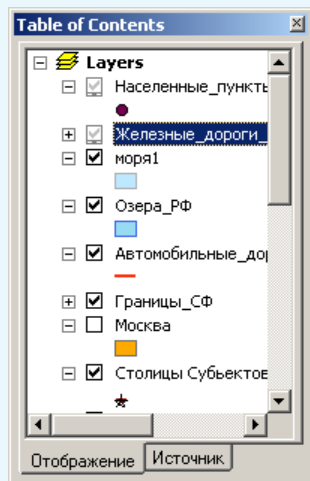 Table of Contents
Layers
Населенные_пункть
Железные_дороги_
моря1
Озера_РФ
Автомобильные_дор
Границы_СФ
Москва
Столицы Субъектов
Отображение Источник